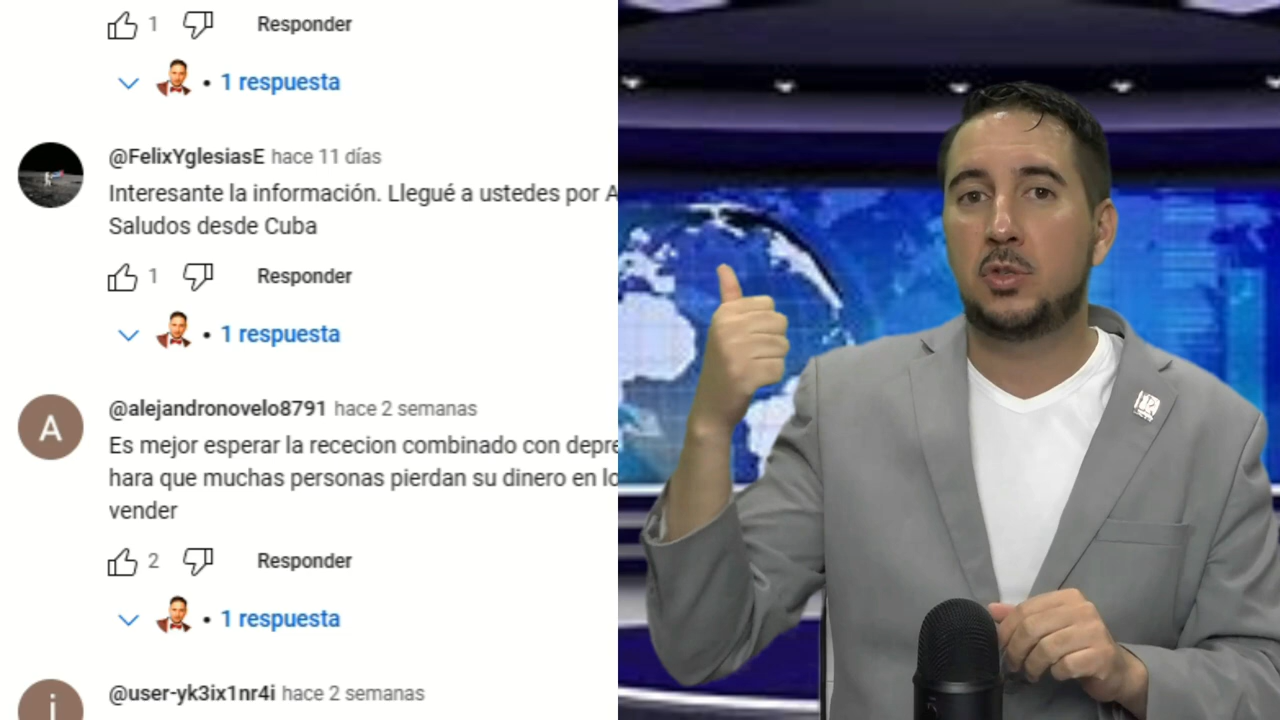 1 Responder
• 1 respuesta
@FelixYglesiasE hace 11 días
Interesante la información. Llegué a ustedes por A
Saludos desde Cuba
1 Responder
• 1 respuesta
A
@alejandronovelo8791 hace 2 semanas
Es mejor esperar la rececion combinado con depre
hara que muchas personas pierdan su dinero en lo
vender
2 Responder
• 1 respuesta
i
@user-yk3ix1nr4i hace 2 semanas